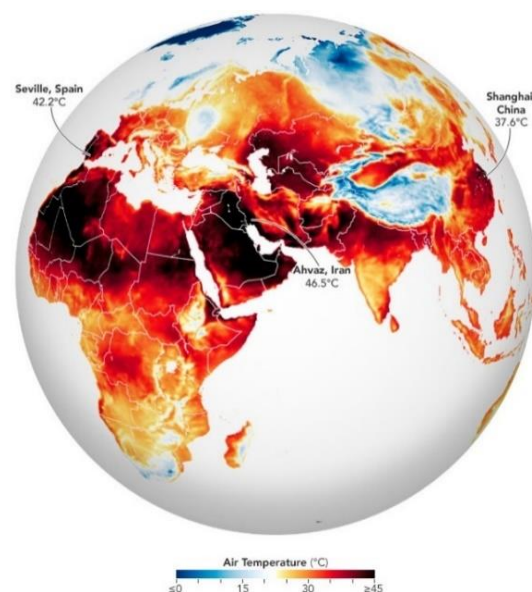 Seville, Spain
42.2°C
Shanghai
China
37.6°C
Ahvaz, Iran
46.5°C
Air Temperature (°C)
≤0 15 30 ≥45